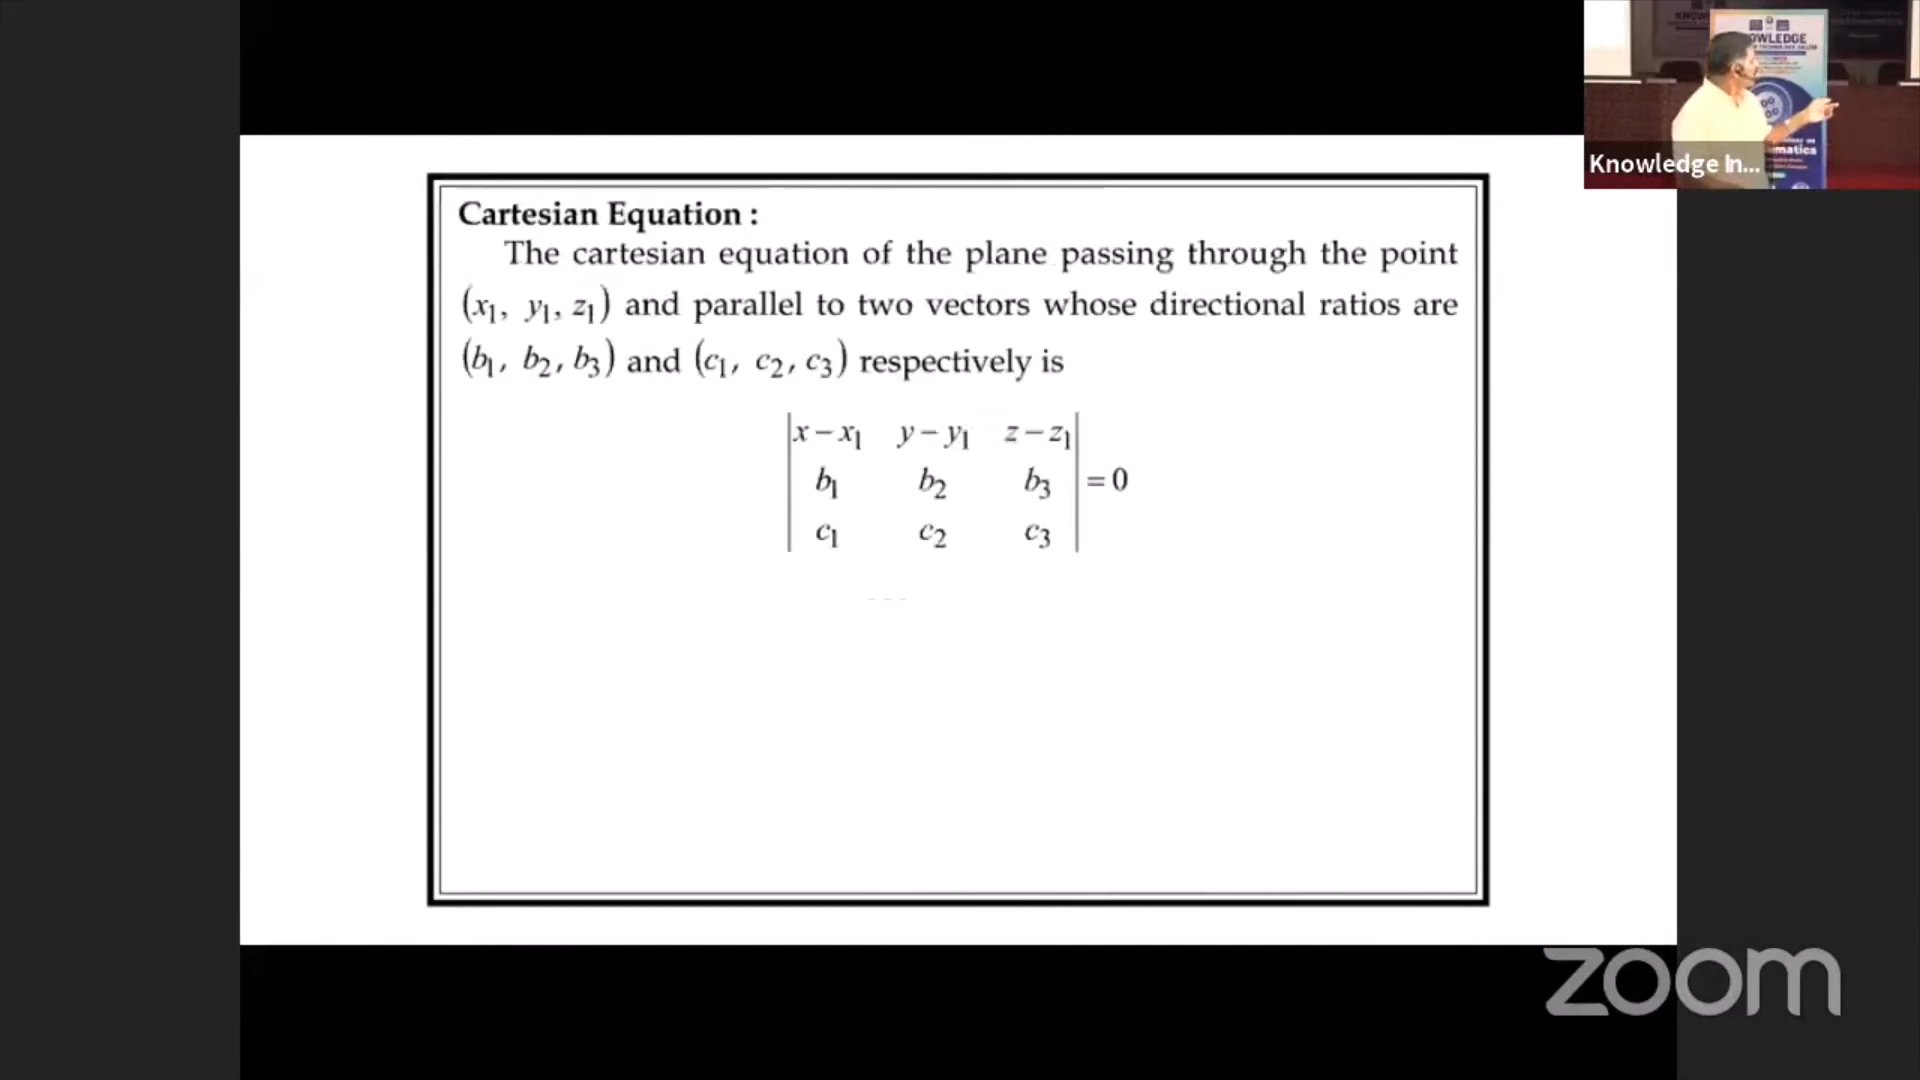 Cartesian Equation :
The cartesian equation of the plane passing through the point
(x₁, y₁, z₁) and parallel to two vectors whose directional ratios are
(b₁, b₂, b₃) and (c₁, c₂, c₃) respectively is
|x − x₁ y − y₁ z − z₁|
|b₁ b₂ b₃| = 0
|c₁ c₂ c₃|
OWLEDGE
matics
Knowledge In...
zoom